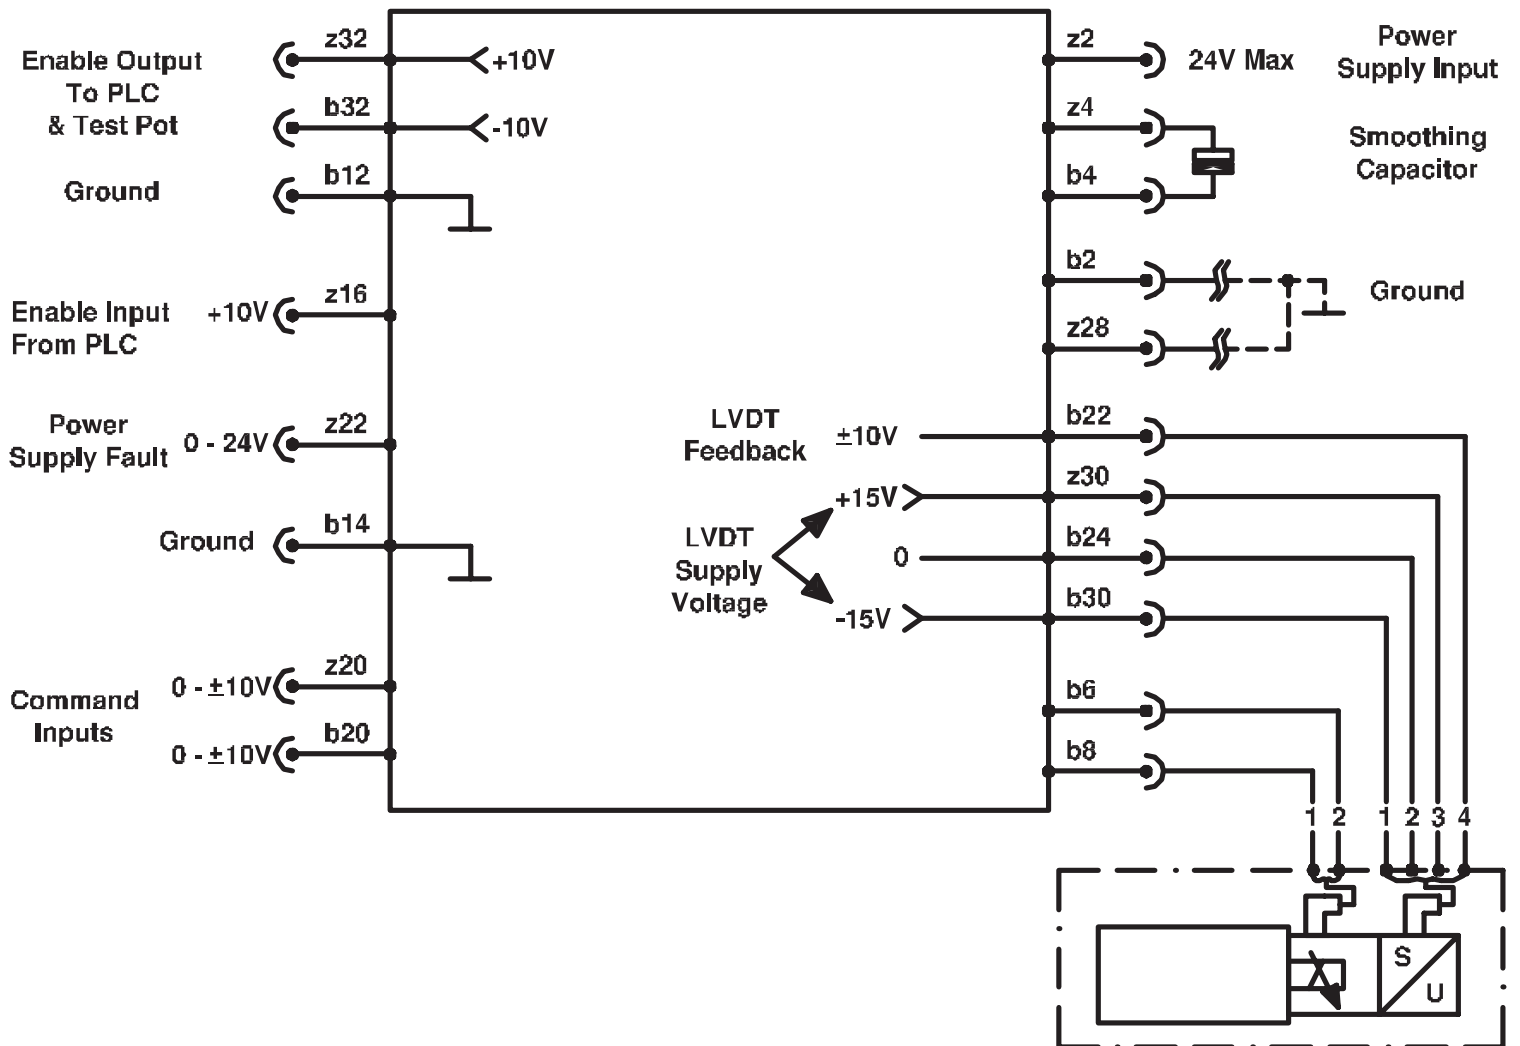 Enable Output
To PLC
& Test Pot
z32
+10V
b32
-10V
Ground
b12
Enable Input
From PLC
+10V
z16
Power
Supply Fault
0 - 24V
z22
Ground
b14
Command
Inputs
0 - ±10V
z20
0 - ±10V
b20
z2
24V Max
Power
Supply Input
z4
b4
Smoothing
Capacitor
b2
z28
Ground
LVDT
Feedback
±10V
b22
LVDT
Supply
Voltage
+15V
z30
0
b24
-15V
b30
b6
b8
1 2 1 2 3 4
S
U